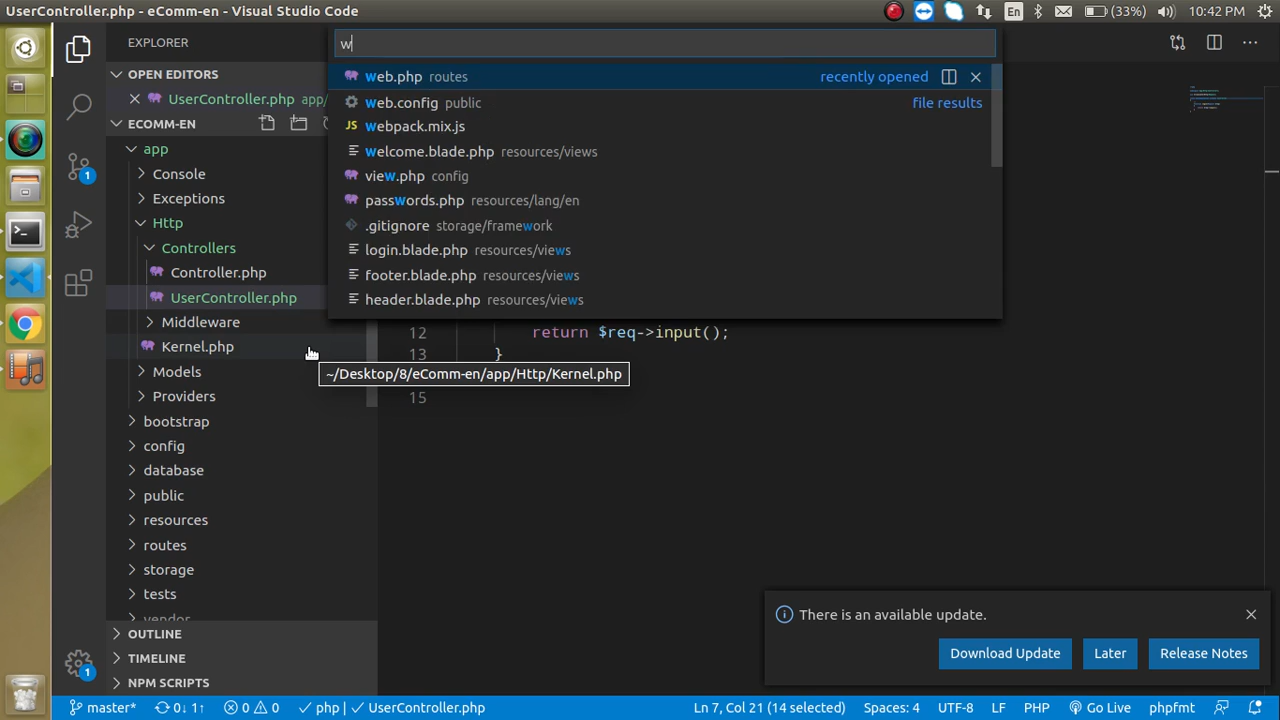 UserController.php - eComm-en - Visual Studio Code
En
(33%)
10:42 PM
EXPLORER
OPEN EDITORS
UserController.php app/
ECOMM-EN
app
Console
Exceptions
Http
Controllers
Controller.php
UserController.php
Middleware
Kernel.php
Models
Providers
bootstrap
config
database
public
resources
routes
storage
tests
vendor
OUTLINE
TIMELINE
NPM SCRIPTS
1
1
w
web.php routes recently opened
web.config public file results
JS webpack.mix.js
welcome.blade.php resources/views
view.php config
passwords.php resources/lang/en
.gitignore storage/framework
login.blade.php resources/views
footer.blade.php resources/views
header.blade.php resources/views
12 return $req->input();
13 }
~/Desktop/8/eComm-en/app/Http/Kernel.php
15
There is an available update.
Download Update
Later
Release Notes
master*
0↓ 1↑
0
0
php |
UserController.php
Ln 7, Col 21 (14 selected)
Spaces: 4
UTF-8
LF
PHP
Go Live
phpfmt